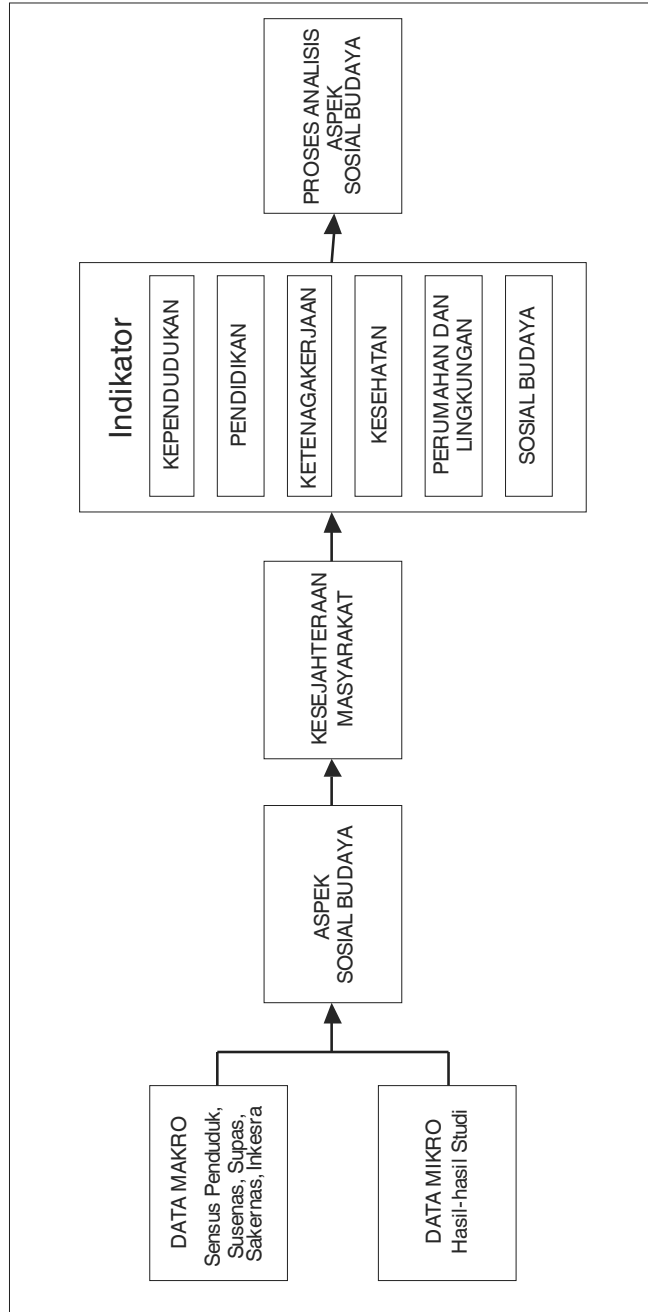 DATA MAKRO
Sensus Penduduk,
Susenas, Supas,
Sakernas, Inkesra
DATA MIKRO
Hasil-hasil Studi
ASPEK
SOSIAL BUDAYA
KESEJAHTERAAN
MASYARAKAT
Indikator
KEPENDUDUKAN
PENDIDIKAN
KETENAGAKERJAAN
KESEHATAN
PERUMAHAN DAN
LINGKUNGAN
SOSIAL BUDAYA
PROSES ANALISIS
ASPEK
SOSIAL BUDAYA